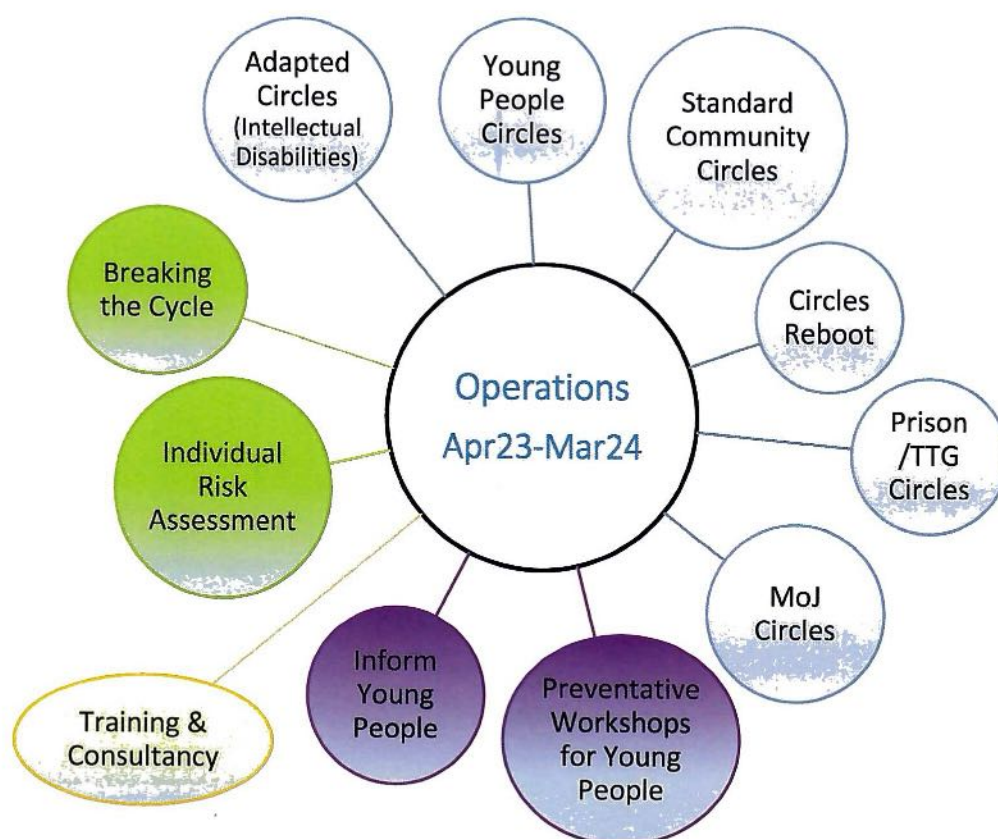 Adapted
Circles
(Intellectual
Disabilities)
Young
People
Circles
Standard
Community
Circles
Circles
Reboot
Prison
/TTG
Circles
MoJ
Circles
Preventative
Workshops
for Young
People
Inform
Young
People
Training &
Consultancy
Individual
Risk
Assessment
Breaking
the Cycle
Operations
Apr23-Mar24